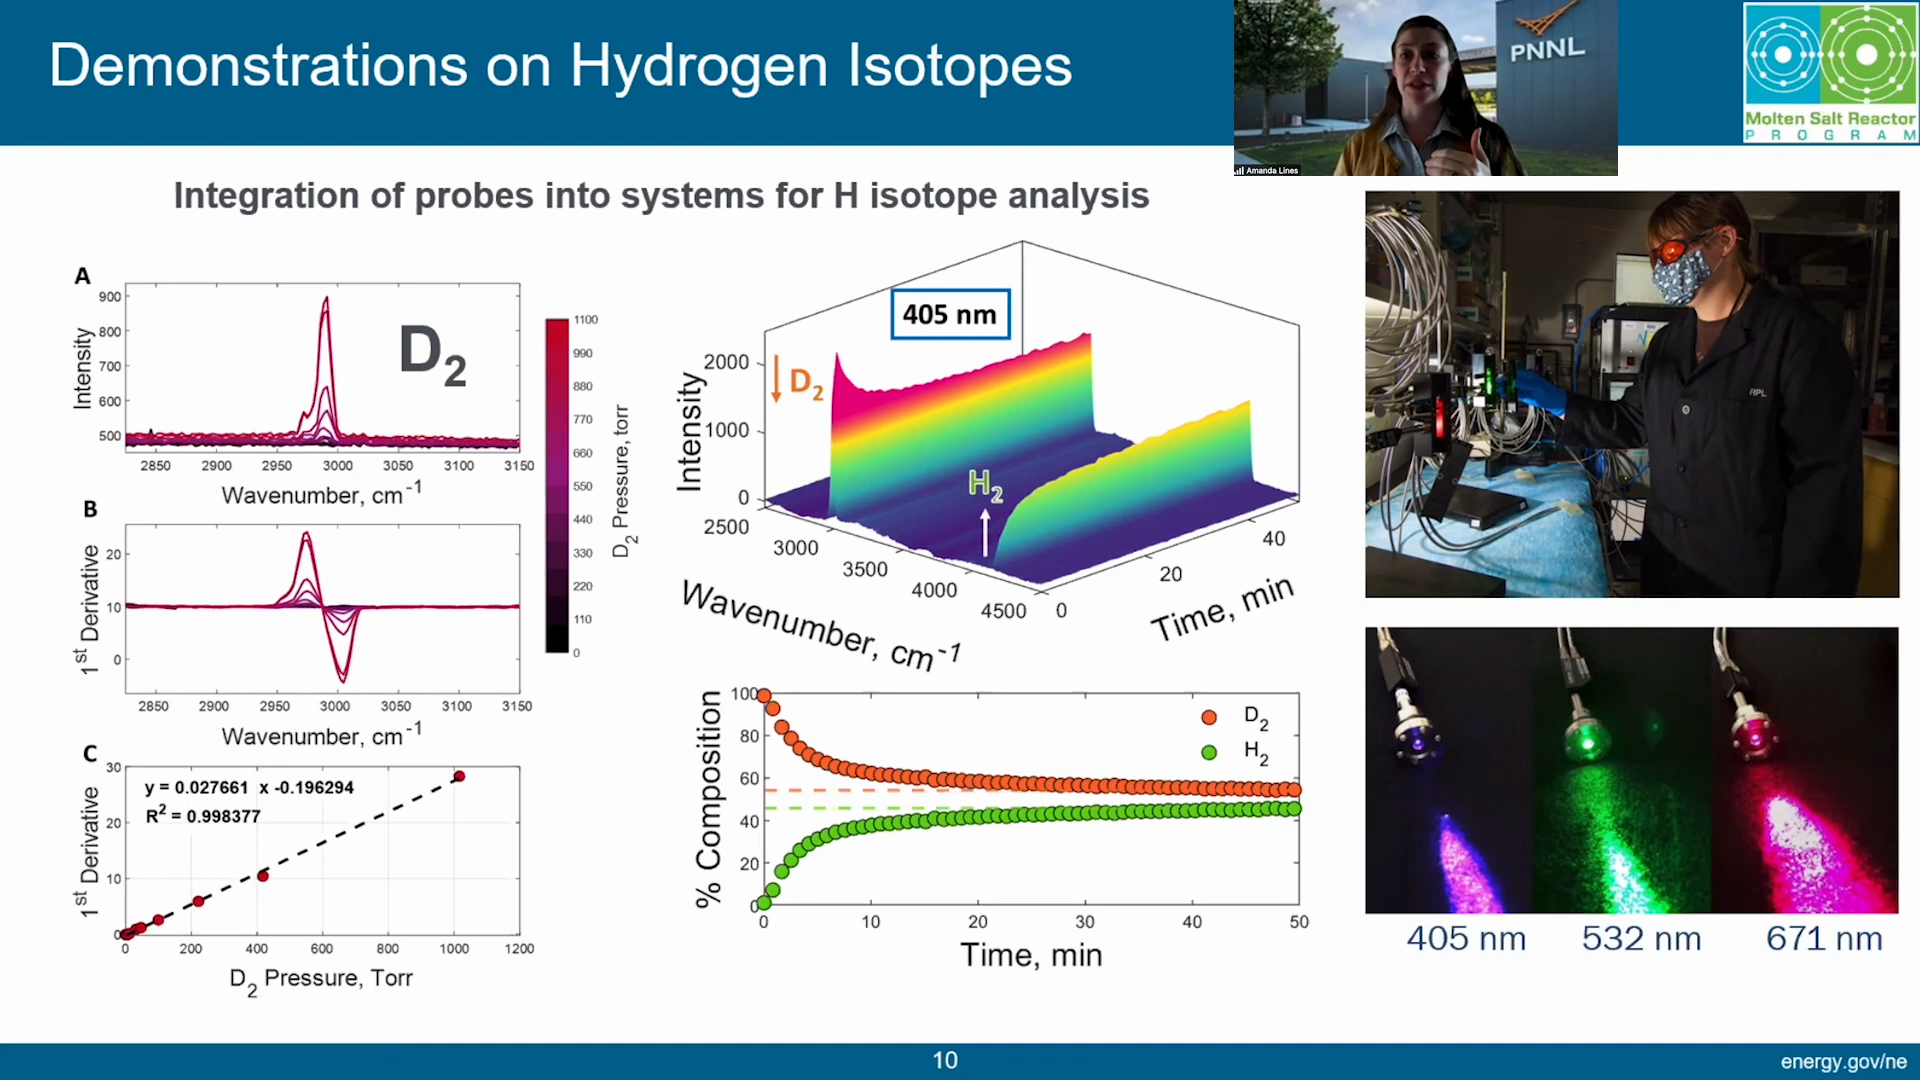 Demonstrations on Hydrogen Isotopes
PNNL
Amanda Lines
Molten Salt Reactor
P R O G R A M
Integration of probes into systems for H isotope analysis
A
900
800
700
600
500
Intensity
D2
2850 2900 2950 3000 3050 3100 3150
Wavenumber, cm-1
B
20
10
0
1st Derivative
2850 2900 2950 3000 3050 3100 3150
Wavenumber, cm-1
C
30
20
10
0
1st Derivative
y = 0.027661 x -0.196294
R2 = 0.998377
0 200 400 600 800 1000 1200
D2 Pressure, Torr
1100
990
880
770
660
550
440
330
220
110
0
D2 Pressure, torr
405 nm
2000
1000
0
Intensity
D2
H2
2500
3000
3500
4000
4500
Wavenumber, cm-1
0
20
40
Time, min
100
80
60
40
20
0
% Composition
D2
H2
0 10 20 30 40 50
Time, min
RPL
405 nm 532 nm 671 nm
10
energy.gov/ne